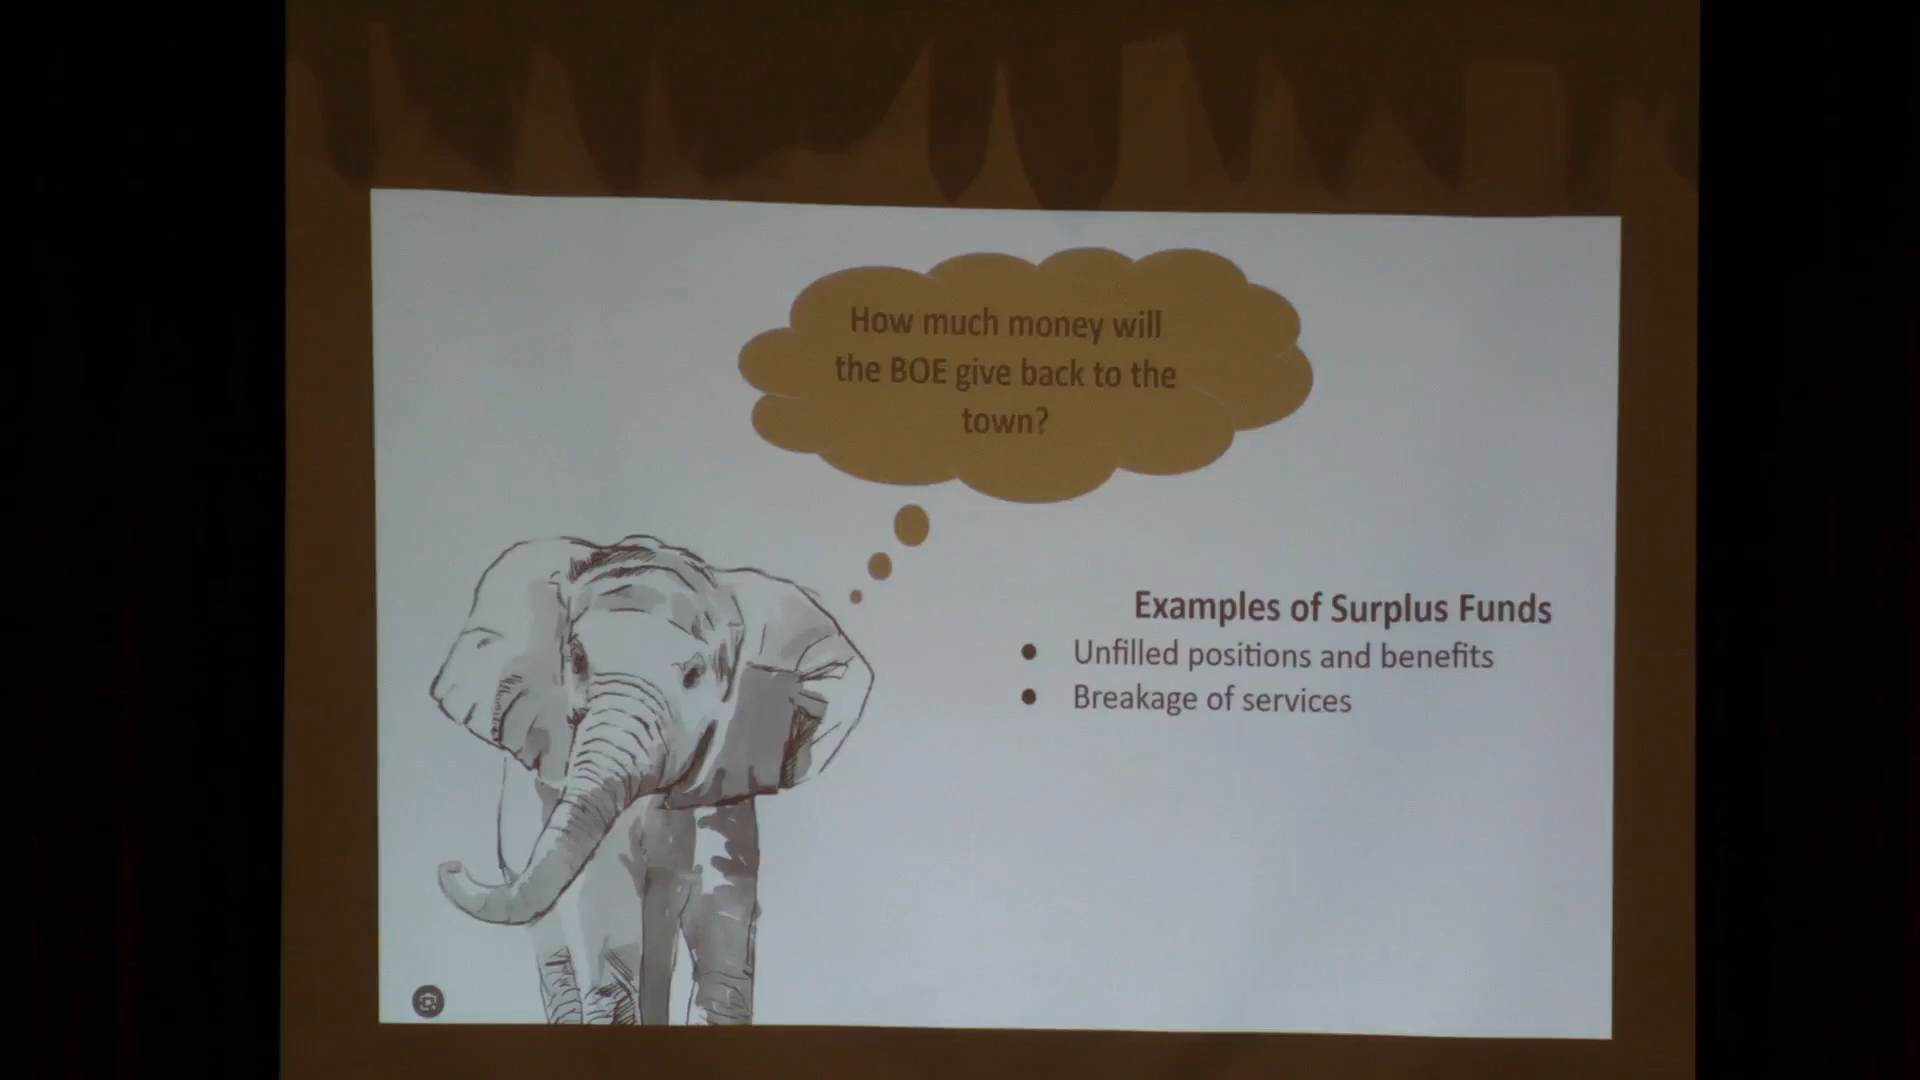 How much money will
the BOE give back to the
town?
Examples of Surplus Funds
● Unfilled positions and benefits
● Breakage of services